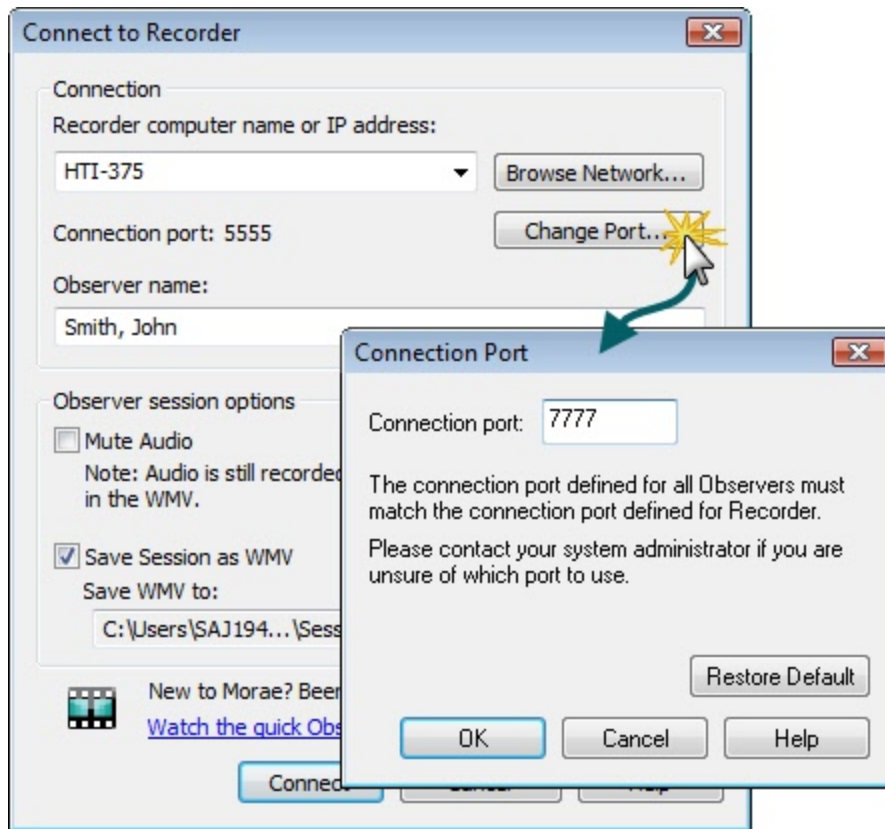 Connect to Recorder
Connection
Recorder computer name or IP address:
HTI-375
Browse Network...
Connection port: 5555
Change Port...
Observer name:
Smith, John
Observer session options
Mute Audio
Note: Audio is still recorded
in the WMV.
Save Session as WMV
Save WMV to:
C:\Users\SAJ194...\Sess
New to Morae? Beer
Watch the quick Obs
Connect
Connection Port
Connection port: 7777
The connection port defined for all Observers must
match the connection port defined for Recorder.
Please contact your system administrator if you are
unsure of which port to use.
Restore Default
OK
Cancel
Help